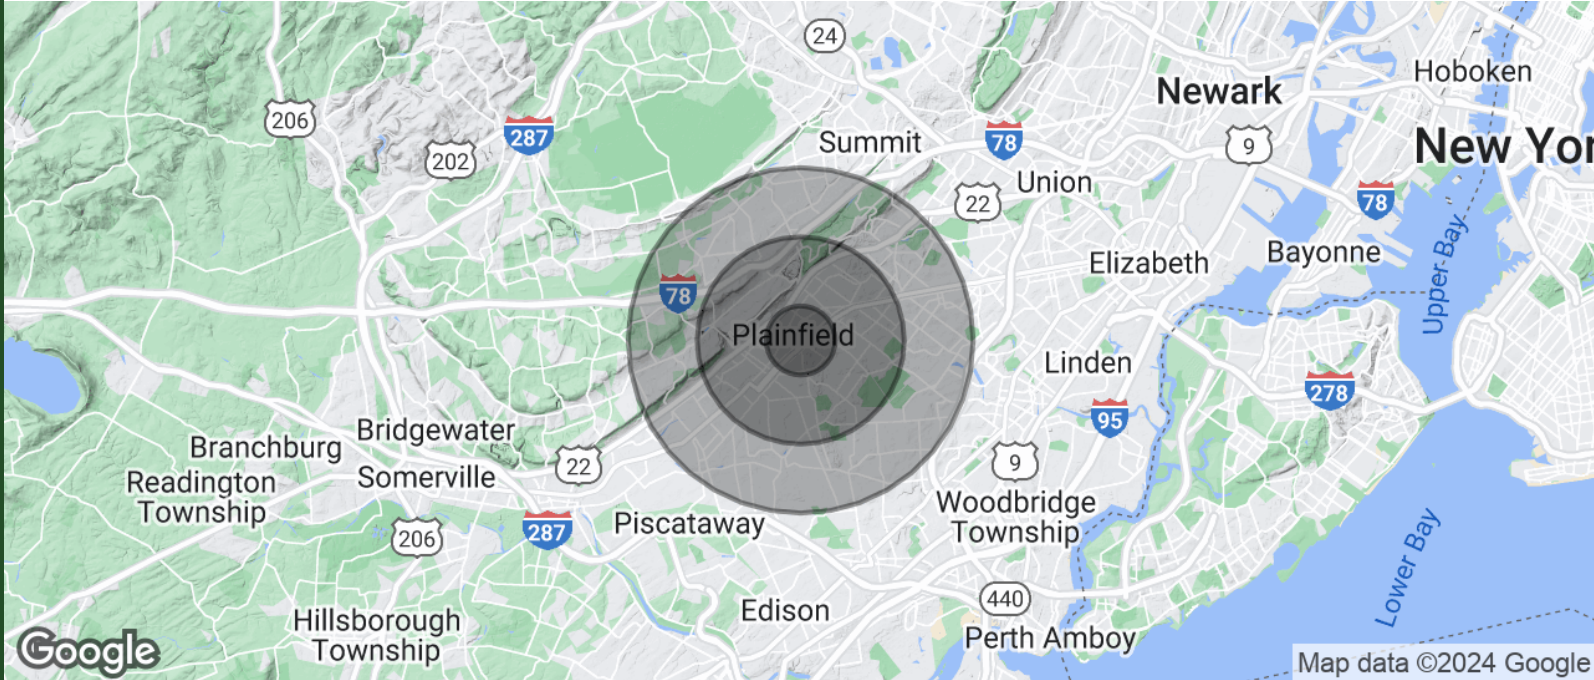 24
Hoboken
Newark
206
287
Summit
78
9
New Yor
202
Union
22
78
Elizabeth
Bayonne
Upper Bay
78
Plainfield
Linden
278
95
Bridgewater
Branchburg
22
9
Somerville
Readington
Township
Woodbridge
Township
Piscataway
287
206
Lower Bay
440
Edison
Hillsborough
Township
Perth Amboy
Google
Map data ©2024 Google